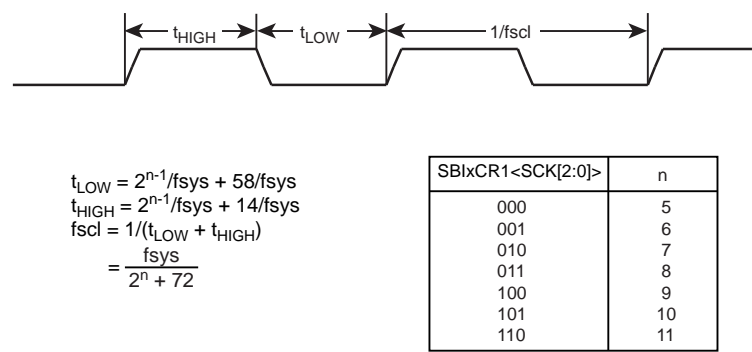 tHIGH tLOW 1/fscl
tLOW = 2n-1/fsys + 58/fsys
tHIGH = 2n-1/fsys + 14/fsys
fscl = 1/(tLOW + tHIGH)
= fsys
2n + 72
SBIxCR1<SCK[2:0]> n
000 5
001 6
010 7
011 8
100 9
101 10
110 11